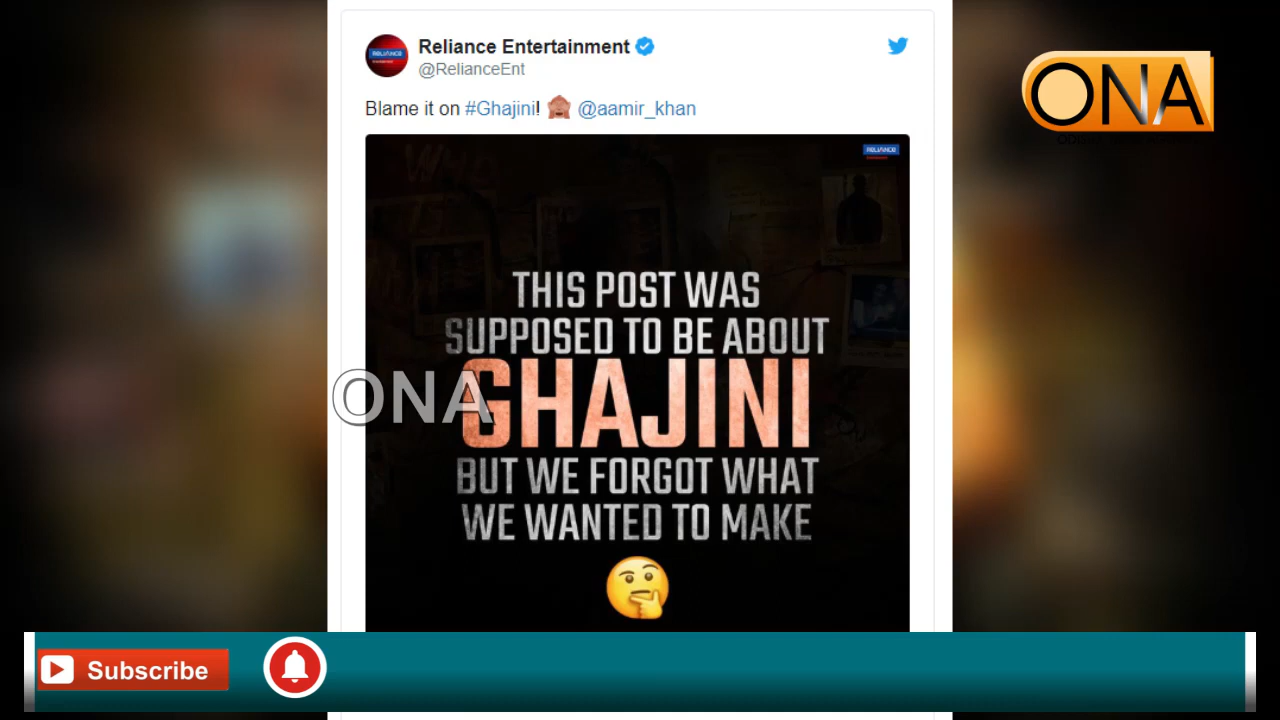 Reliance Entertainment
@RelianceEnt
Blame it on #Ghajini! 🙈 @aamir_khan
RELIANCE
ONA
THIS POST WAS
SUPPOSED TO BE ABOUT
GHAJINI
ONA
BUT WE FORGOT WHAT
WE WANTED TO MAKE
Subscribe